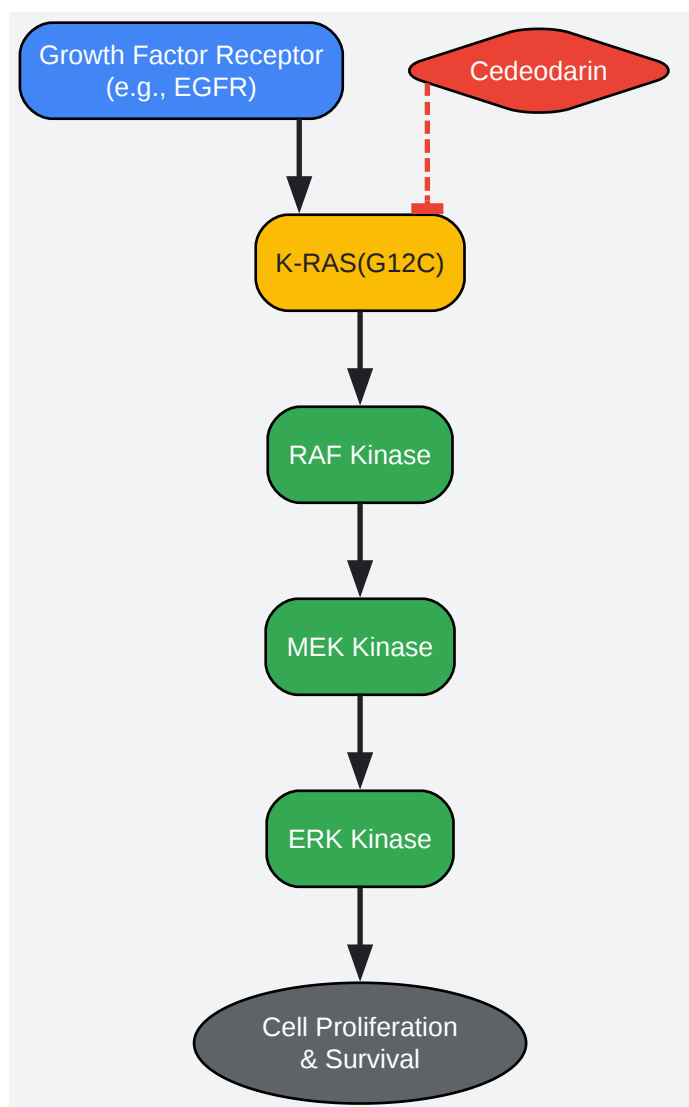 Growth Factor Receptor
(e.g., EGFR)
Cedeodarin
K-RAS(G12C)
RAF Kinase
MEK Kinase
ERK Kinase
Cell Proliferation
& Survival